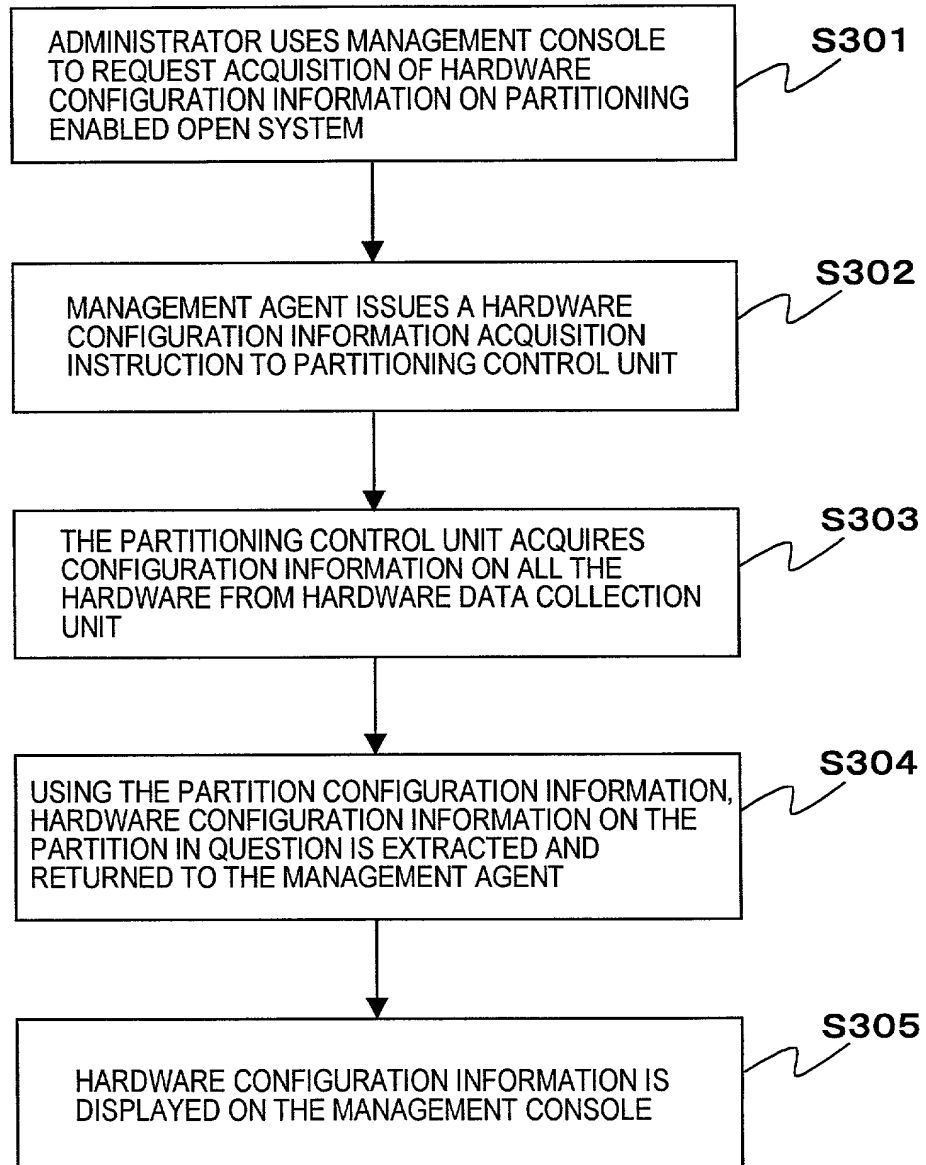 ADMINISTRATOR USES MANAGEMENT CONSOLE
TO REQUEST ACQUISITION OF HARDWARE
CONFIGURATION INFORMATION ON PARTITIONING
ENABLED OPEN SYSTEM
S301
MANAGEMENT AGENT ISSUES A HARDWARE
CONFIGURATION INFORMATION ACQUISITION
INSTRUCTION TO PARTITIONING CONTROL UNIT
S302
THE PARTITIONING CONTROL UNIT ACQUIRES
CONFIGURATION INFORMATION ON ALL THE
HARDWARE FROM HARDWARE DATA COLLECTION
UNIT
S303
USING THE PARTITION CONFIGURATION INFORMATION,
HARDWARE CONFIGURATION INFORMATION ON THE
PARTITION IN QUESTION IS EXTRACTED AND
RETURNED TO THE MANAGEMENT AGENT
S304
HARDWARE CONFIGURATION INFORMATION IS
DISPLAYED ON THE MANAGEMENT CONSOLE
S305